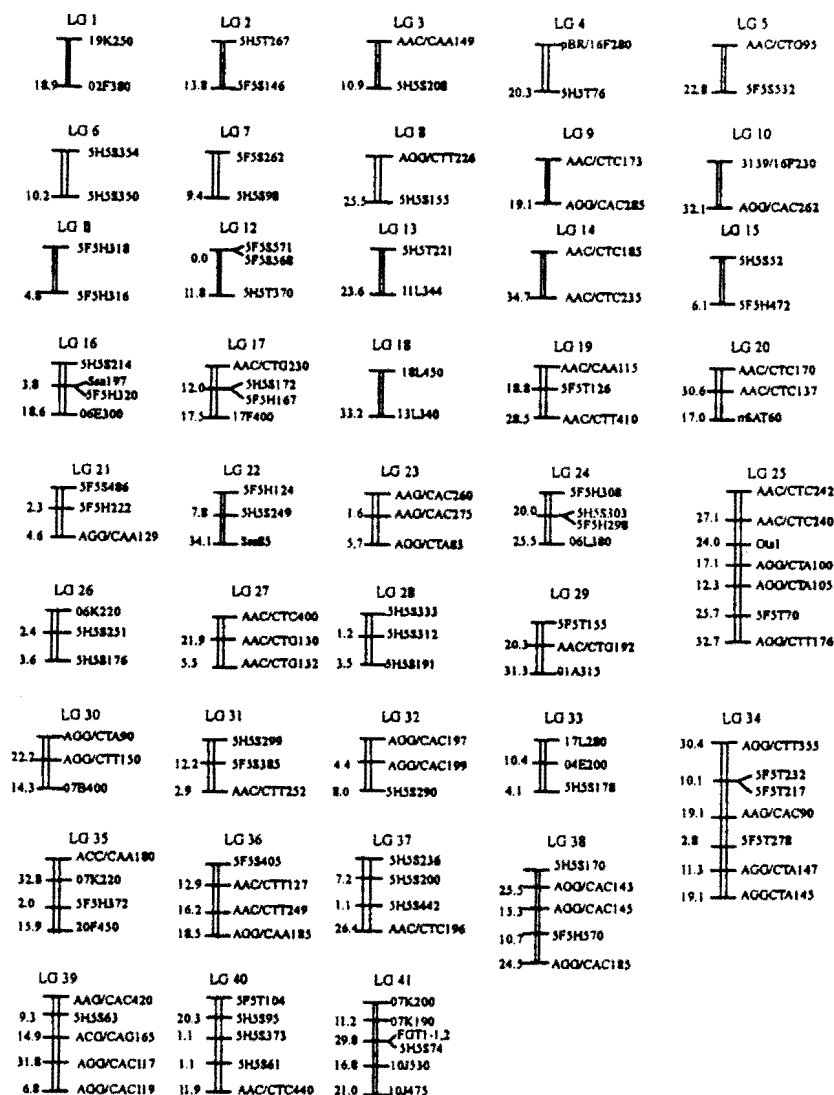 LG 1 LG 2 LG 3 LG 4 LG 5
19K250 5H5T267 AAC/CAA149 pBR/16F280 AAC/CTG95
18.9 02F380 13.8 5F5S146 10.9 5H5S208 20.3 5H5T76 22.8 5F5S532
LG 6 LG 7 LG 8 LG 9 LG 10
5H5S354 5F5S262 AGG/CTT226 AAC/CTC173 3139/16F230
10.2 5H5S350 9.4 5H5S98 25.5 5H5S155 19.1 AGG/CAC285 32.1 AGG/CAC262
LG 12 LG 13 LG 14 LG 15
5F5H318 0.0 5F5S571 5H5T221 AAC/CTC185 5H5S52
5F5S568
4.8 5F5H316 11.8 5H5T370 23.6 11L344 34.7 AAC/CTC235 6.1 5F5H472
LG 16 LG 17 LG 18 LG 19 LG 20
5H5S214 AAC/CTG230 18L450 AAC/CAA115 AAC/CTC170
3.8 Ssa197 12.0 5H5S172 18.8 5F5T126 30.6 AAC/CTC137
5F5H320 5F5H167
18.6 06E300 17.5 17F400 33.2 13L340 28.5 AAC/CTT410 17.0
LG 21 LG 22 LG 23 LG 24 LG 25
5F5S486 5F5H124 AAG/CAC260 5F5H308 AAC/CTC242
2.3 5F5H222 7.8 5H5S249 1.6 AAG/CAC275 20.0 5H5S303 27.1 AAC/CTC240
5F5H298
4.6 AGG/CAA129 34.1 Ssa85 5.7 AGG/CTA83 25.5 06L380 24.0 Ots1
17.1 AGG/CTA100
12.3 AGG/CTA105
25.7 5F5T70
32.7 AGG/CTT176
LG 26 LG 27 LG 28 LG 29
06K220 AAC/CTC400 5H5S333 5F5T155
2.4 5H5S251 21.9 AAC/CTG130 1.2 5H5S312 20.3 AAC/CTG192
3.6 5H5S176 5.5 AAC/CTG132 3.5 5H5S191 31.3 01A315
LG 30 LG 31 LG 32 LG 33 LG 34
AGG/CTA90 5H5S299 AGG/CAC197 17L280 30.4 AGG/CTT355
22.2 AGG/CTT150 12.2 5F5S385 4.4 AGG/CAC199 10.4 04E200 10.1 5F5T232
5F5T217
14.3 07B400 2.9 AAC/CTT252 8.0 5H5S290 4.1 5H5S178 19.1 AAG/CAC90
2.8 5F5T278
11.3 AGG/CTA147
19.1 AGGCTA145
LG 35 LG 36 LG 37 LG 38
ACC/CAA180 5F5S405 5H5S236 5H5S170
32.8 07K220 12.9 AAC/CTT127 7.2 5H5S200 25.5 AGG/CAC143
2.0 5F5H372 16.2 AAC/CTT249 1.1 5H5S442 15.3 AGG/CAC145
15.9 20F450 18.5 AGG/CAA185 26.4 AAC/CTC196 10.7 5F5H570
24.5 AGG/CAC185
LG 39 LG 40 LG 41
AAG/CAC420 5F5T104 07K200
9.3 5H5S63 20.3 5H5S95 11.2 07K190
14.9 ACG/CAG165 1.1 5H5S373 29.8 FGT1-1,2
5H5S74
31.8 AGG/CAC117 1.1 5H5S61 16.8 10J530
6.8 AGG/CAC119 11.9 AAC/CTC440 21.0 10J475